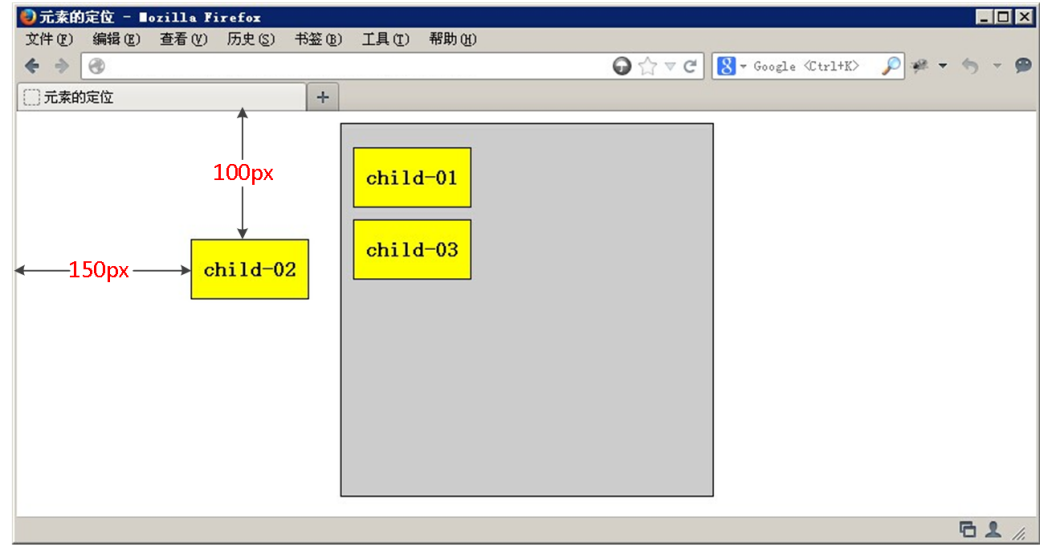 元素的定位 - Mozilla Firefox
文件(F) 编辑(E) 查看(V) 历史(S) 书签(B) 工具(T) 帮助(H)
8 Google <Ctrl+K>
元素的定位 +
100px
child-01
child-03
150px
child-02